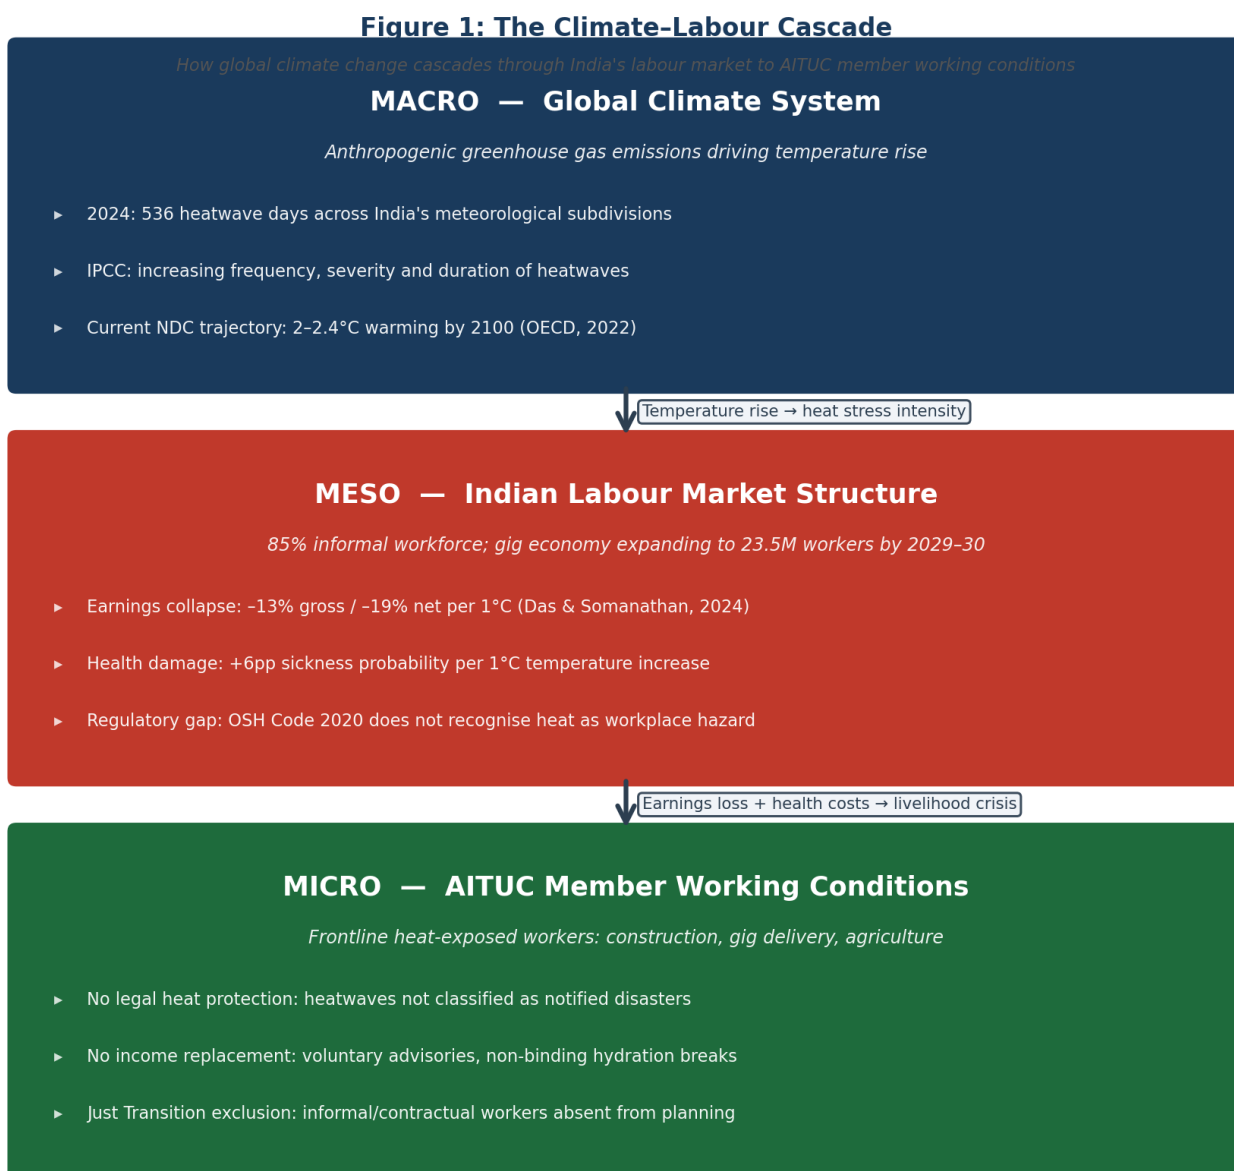 Figure 1: The Climate–Labour Cascade
How global climate change cascades through India's labour market to AITUC member working conditions
MACRO — Global Climate System
Anthropogenic greenhouse gas emissions driving temperature rise
▸ 2024: 536 heatwave days across India's meteorological subdivisions
▸ IPCC: increasing frequency, severity and duration of heatwaves
▸ Current NDC trajectory: 2–2.4°C warming by 2100 (OECD, 2022)
Temperature rise → heat stress intensity
MESO — Indian Labour Market Structure
85% informal workforce; gig economy expanding to 23.5M workers by 2029–30
▸ Earnings collapse: –13% gross / –19% net per 1°C (Das & Somanathan, 2024)
▸ Health damage: +6pp sickness probability per 1°C temperature increase
▸ Regulatory gap: OSH Code 2020 does not recognise heat as workplace hazard
Earnings loss + health costs → livelihood crisis
MICRO — AITUC Member Working Conditions
Frontline heat-exposed workers: construction, gig delivery, agriculture
▸ No legal heat protection: heatwaves not classified as notified disasters
▸ No income replacement: voluntary advisories, non-binding hydration breaks
▸ Just Transition exclusion: informal/contractual workers absent from planning